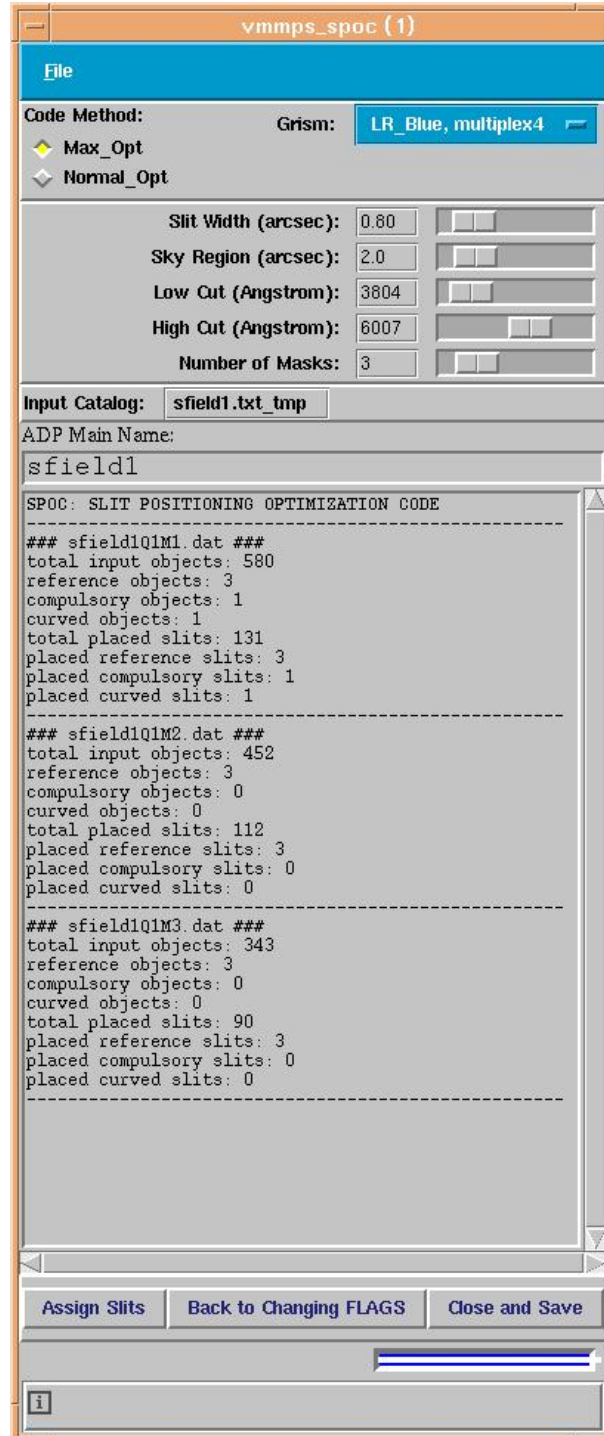 vmmps_spoc (1)
File
Code Method:
Grism: LR_Blue, multiplex4
Max_Opt
Normal_Opt
Slit Width (arcsec): 0.80
Sky Region (arcsec): 2.0
Low Cut (Angstrom): 3804
High Cut (Angstrom): 6007
Number of Masks: 3
Input Catalog: sfield1.txt_tmp
ADP Main Name:
sfield1
SPOC: SLIT POSITIONING OPTIMIZATION CODE
------------------------------------------------------
### sfield1Q1M1.dat ###
total input objects: 580
reference objects: 3
compulsory objects: 1
curved objects: 1
total placed slits: 131
placed reference slits: 3
placed compulsory slits: 1
placed curved slits: 1
------------------------------------------------------
### sfield1Q1M2.dat ###
total input objects: 452
reference objects: 3
compulsory objects: 0
curved objects: 0
total placed slits: 112
placed reference slits: 3
placed compulsory slits: 0
placed curved slits: 0
------------------------------------------------------
### sfield1Q1M3.dat ###
total input objects: 343
reference objects: 3
compulsory objects: 0
curved objects: 0
total placed slits: 90
placed reference slits: 3
placed compulsory slits: 0
placed curved slits: 0
------------------------------------------------------
Assign Slits Back to Changing FLAGS Close and Save
i